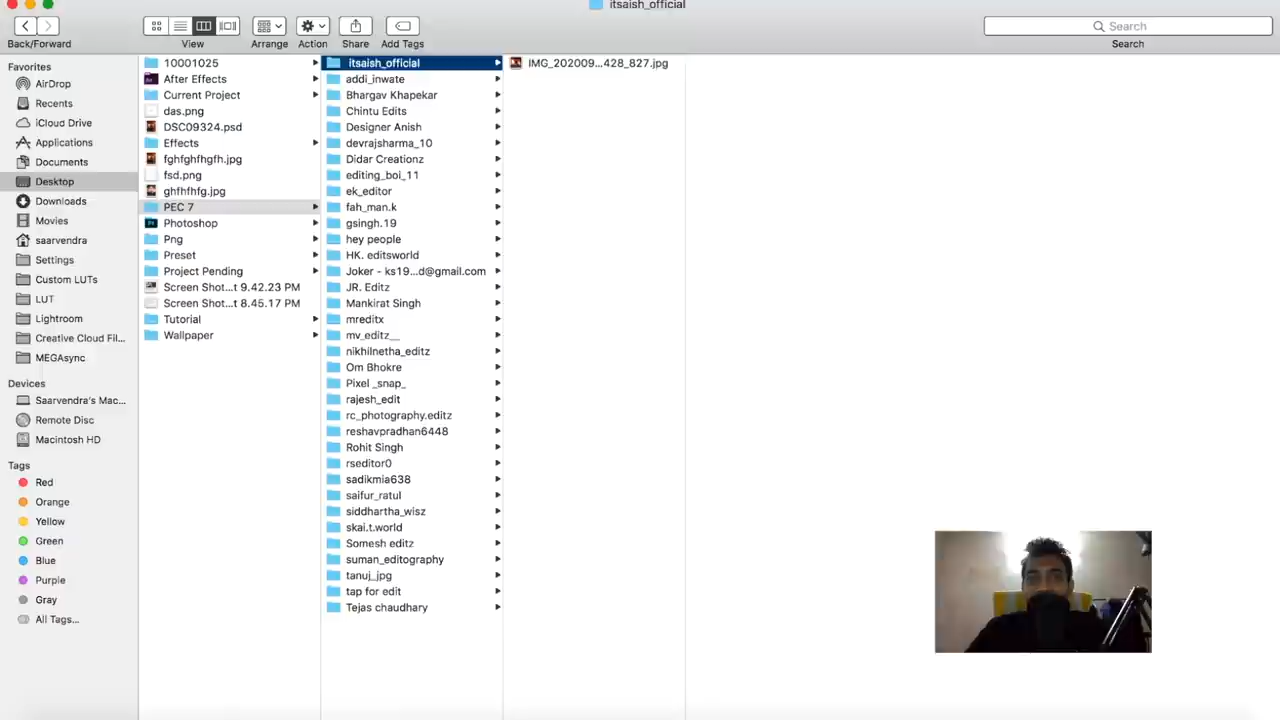 itsaish_official
Back/Forward
View
Arrange
Action
Share
Add Tags
Search
Search
Favorites
AirDrop
Recents
iCloud Drive
Applications
Documents
Desktop
Downloads
Movies
saarvendra
Settings
Custom LUTs
LUT
Lightroom
Creative Cloud Fil...
MEGAsync
Devices
Saarvendra's Mac...
Remote Disc
Macintosh HD
Tags
Red
Orange
Yellow
Green
Blue
Purple
Gray
All Tags...
10001025
After Effects
Current Project
das.png
DSC09324.psd
Effects
fghfghfhgfh.jpg
fsd.png
ghfhfhfg.jpg
PEC 7
Photoshop
Png
Preset
Project Pending
Screen Shot...t 9.42.23 PM
Screen Shot...t 8.45.17 PM
Tutorial
Wallpaper
itsaish_official
addi_inwate
Bhargav Khapekar
Chintu Edits
Designer Anish
devrajsharma_10
Didar Creationz
editing_boi_11
ek_editor
fah_man.k
gsingh.19
hey people
HK. editsworld
Joker - ks19...d@gmail.com
JR. Editz
Mankirat Singh
mreditx
mv_editz__
nikhilnetha_editz
Om Bhokre
Pixel _snap_
rajesh_edit
rc_photography.editz
reshavpradhan6448
Rohit Singh
rseditor0
sadikmia638
saifur_ratul
siddhartha_wisz
skai.t.world
Somesh editz
suman_editography
tanuj_jpg
tap for edit
Tejas chaudhary
IMG_202009...428_827.jpg